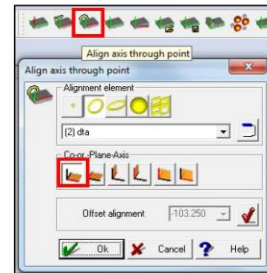 Align axis through point
Align axis through point
Alignment element
(2) dta
Co-or.-Plane-Axis
Offset alignment
-103.250
Ok
Cancel
Help